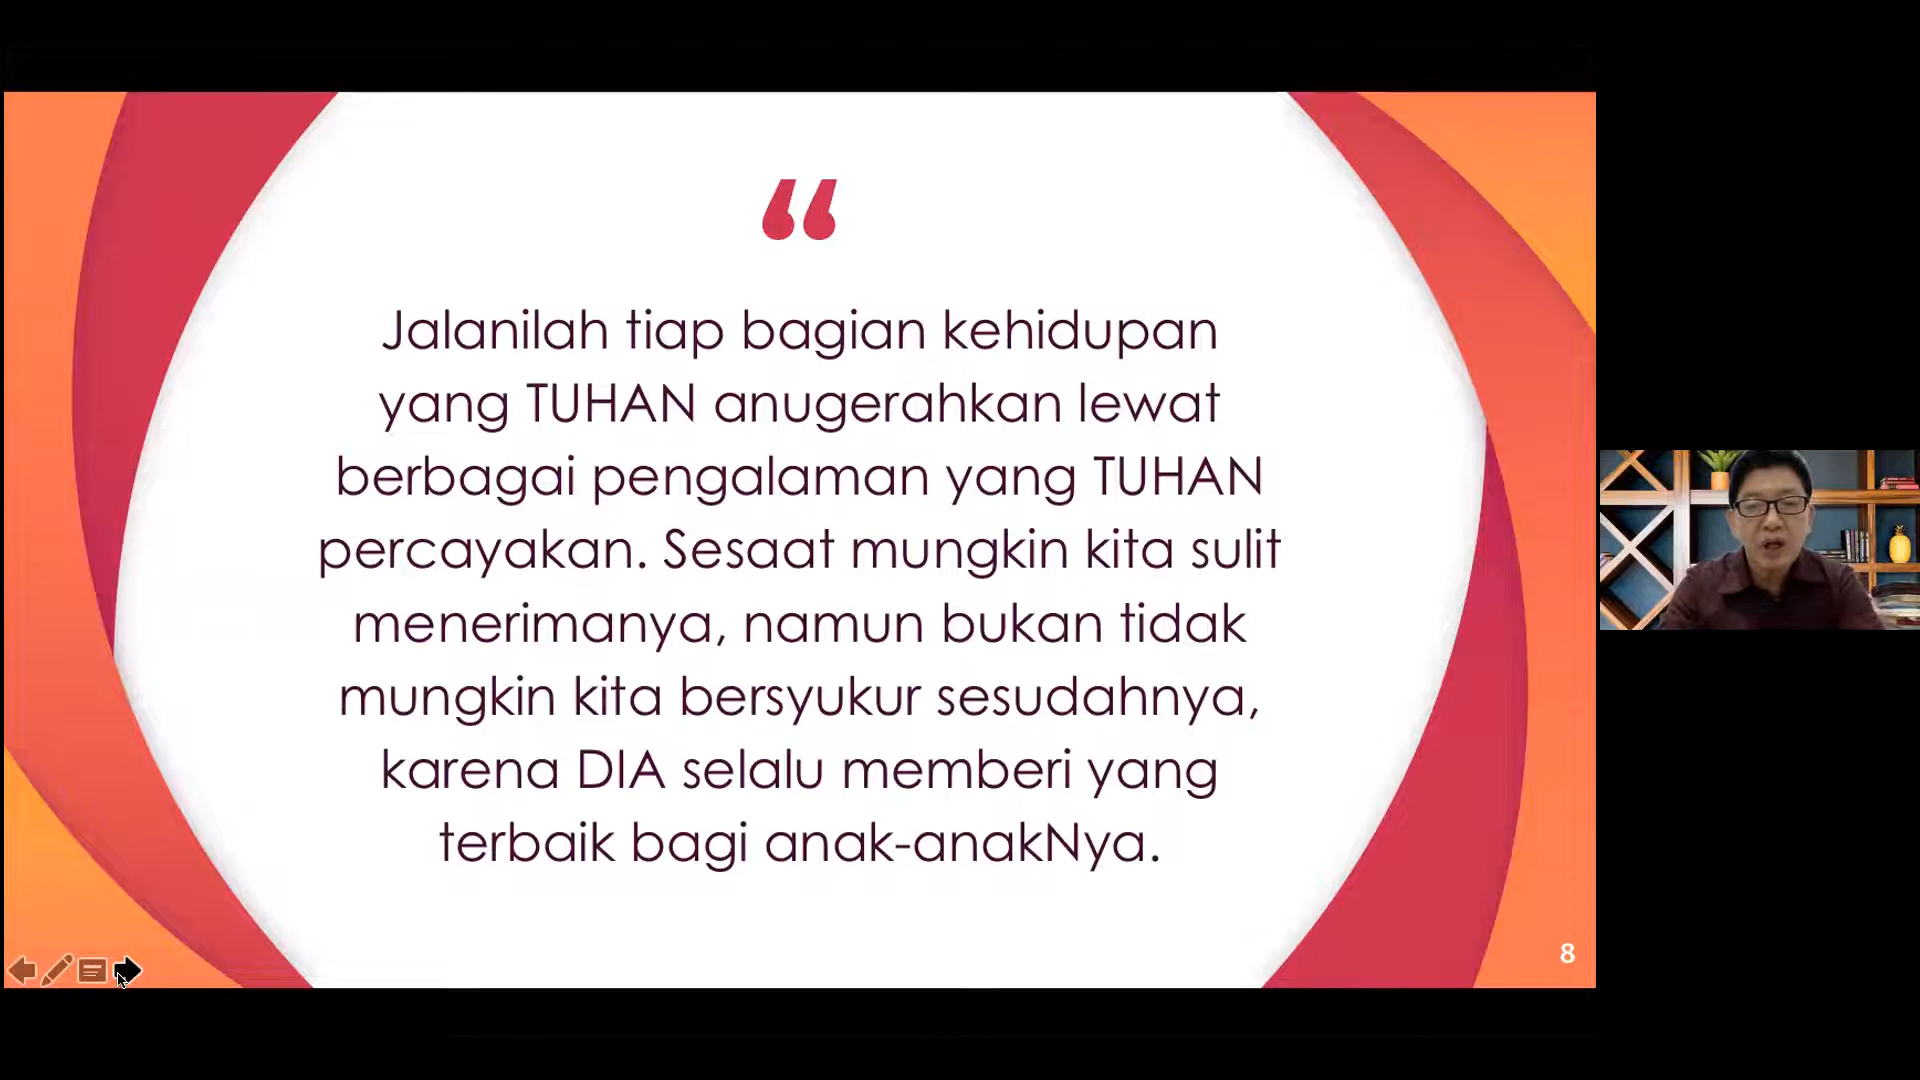 “
Jalanilah tiap bagian kehidupan
yang TUHAN anugerahkan lewat
berbagai pengalaman yang TUHAN
percayakan. Sesaat mungkin kita sulit
menerimanya, namun bukan tidak
mungkin kita bersyukur sesudahnya,
karena DIA selalu memberi yang
terbaik bagi anak-anakNya.
8